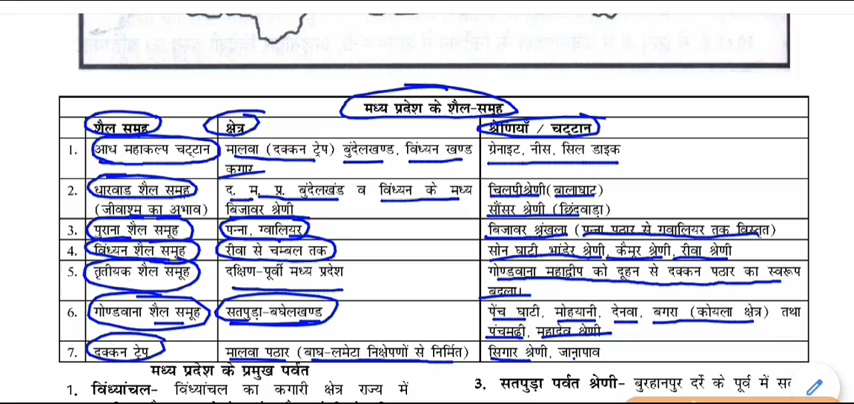 मध्य प्रदेश के शैल-समूह
शैल समूह क्षेत्र श्रेणियाँ / चट्टान
1. आध महाकल्प चट्टान मालवा (दक्कन ट्रेप) बुंदेलखण्ड, विंध्यन खण्ड ग्रेनाइट, नीस, सिल डाइक
कगार
2. धारवाड शैल समूह द. म. प्र. बुंदेलखंड व विंध्यन के मध्य चिलपीश्रेणी(बालाघाट)
(जीवाश्म का अभाव) बिजावर श्रेणी सौंसर श्रेणी (छिंदवाड़ा)
3. पुराना शैल समूह पन्ना, ग्वालियर बिजावर श्रृंखला (पन्ना पठार से गवालियर तक विस्तृत)
4. विंध्यन शैल समूह रीवा से चम्बल तक सोन घाटी भांडेर श्रेणी, कैमूर श्रेणी, रीवा श्रेणी
5. तृतीयक शैल समूह दक्षिण-पूर्वी मध्य प्रदेश गोण्डवाना महाद्वीप को दूहन से दक्कन पठार का स्वरूप
बदला।
6. गोण्डवाना शैल समूह सतपुड़ा-बघेलखण्ड पेंच घाटी, मोहयानी, देनवा, बगरा (कोयला क्षेत्र) तथा
पंचमढ़ी, महादेव श्रेणी
7. दक्कन ट्रेप मालवा पठार (बाघ-लमेटा निक्षेपणों से निर्मित) सिगार श्रेणी, जानापाव
मध्य प्रदेश के प्रमुख पर्वत
1. विंध्यांचल- विंध्यांचल का कगारी क्षेत्र राज्य में
3. सतपुड़ा पर्वत श्रेणी- बुरहानपुर दर्रे के पूर्व में